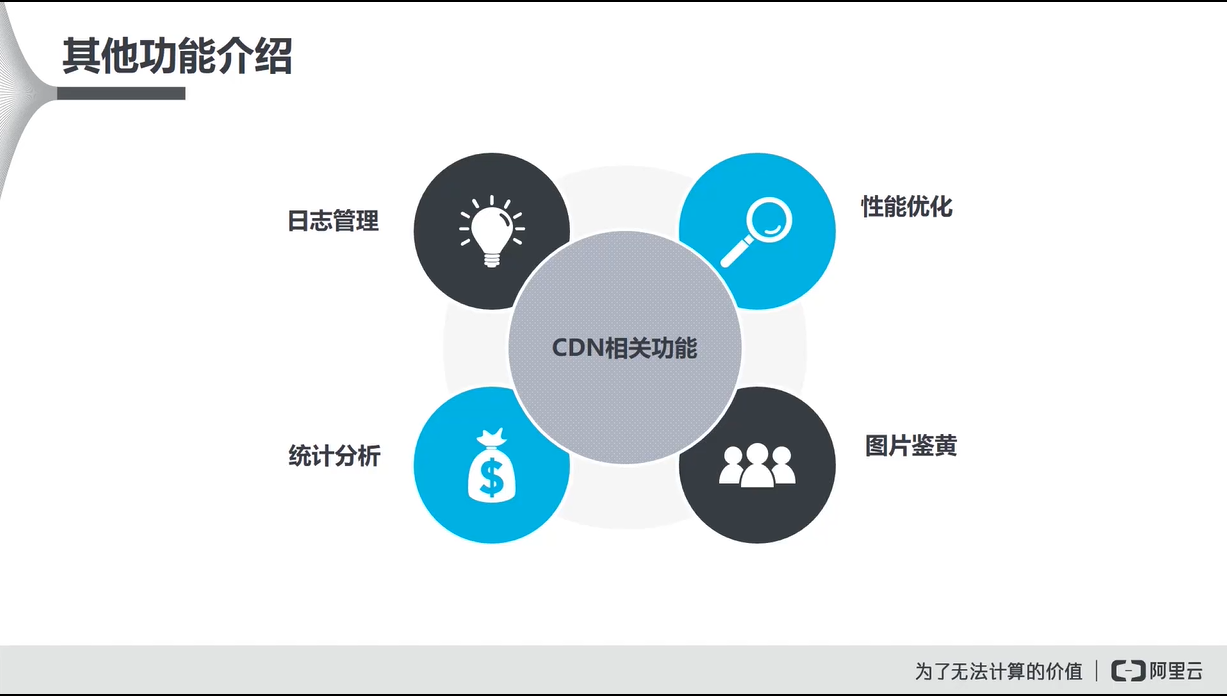 其他功能介绍
日志管理
性能优化
CDN相关功能
统计分析
图片鉴黄
为了无法计算的价值 | 阿里云